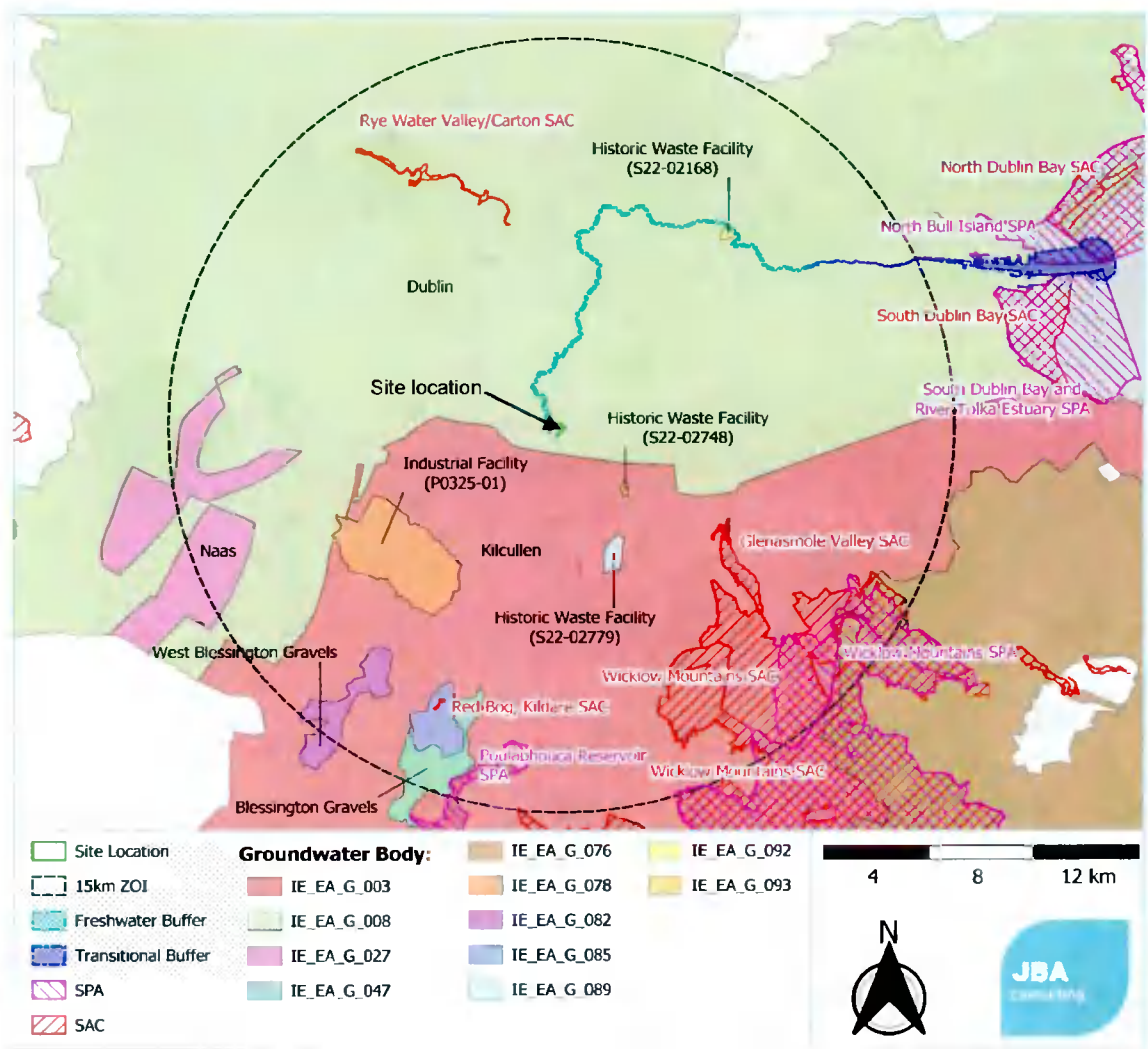 Rye Water Valley/Carton SAC
Historic Waste Facility
(S22-02168)
North Dublin Bay SAC
North Bull Island SPA
Dublin
South Dublin Bay SAC
Site location
South Dublin Bay and
River Tolka Estuary SPA
Historic Waste Facility
(S22-02748)
Industrial Facility
(P0325-01)
Glenasmole Valley SAC
Naas
Kilcullen
Historic Waste Facility
(S22-02779)
West Blessington Gravels
Wicklow Mountains SPA
Wicklow Mountains SAC
Red Bog, Kildare SAC
Poulaphouca Reservoir
SPA
Wicklow Mountains SAC
Blessington Gravels
Site Location
15km ZOI
Freshwater Buffer
Transitional Buffer
SPA
SAC
Groundwater Body:
IE_EA_G_003
IE_EA_G_008
IE_EA_G_027
IE_EA_G_047
IE_EA_G_076
IE_EA_G_078
IE_EA_G_082
IE_EA_G_085
IE_EA_G_089
IE_EA_G_092
IE_EA_G_093
4 8 12 km
N
JBA
consulting